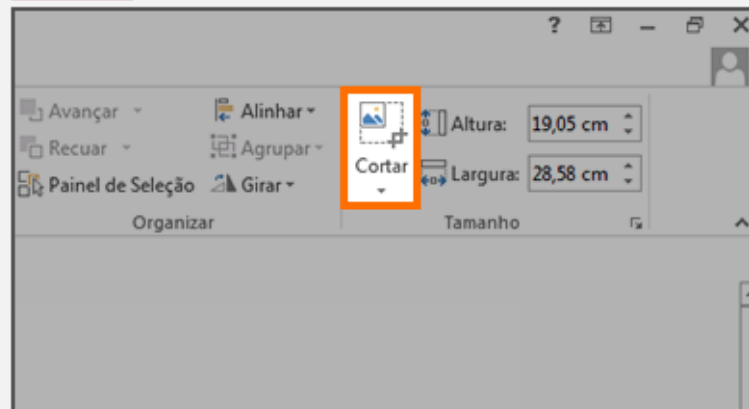 ?
Avançar
Alinhar
Altura: 19,05 cm
Recuar
Agrupar
Cortar
Largura: 28,58 cm
Painel de Seleção
Girar
Organizar
Tamanho